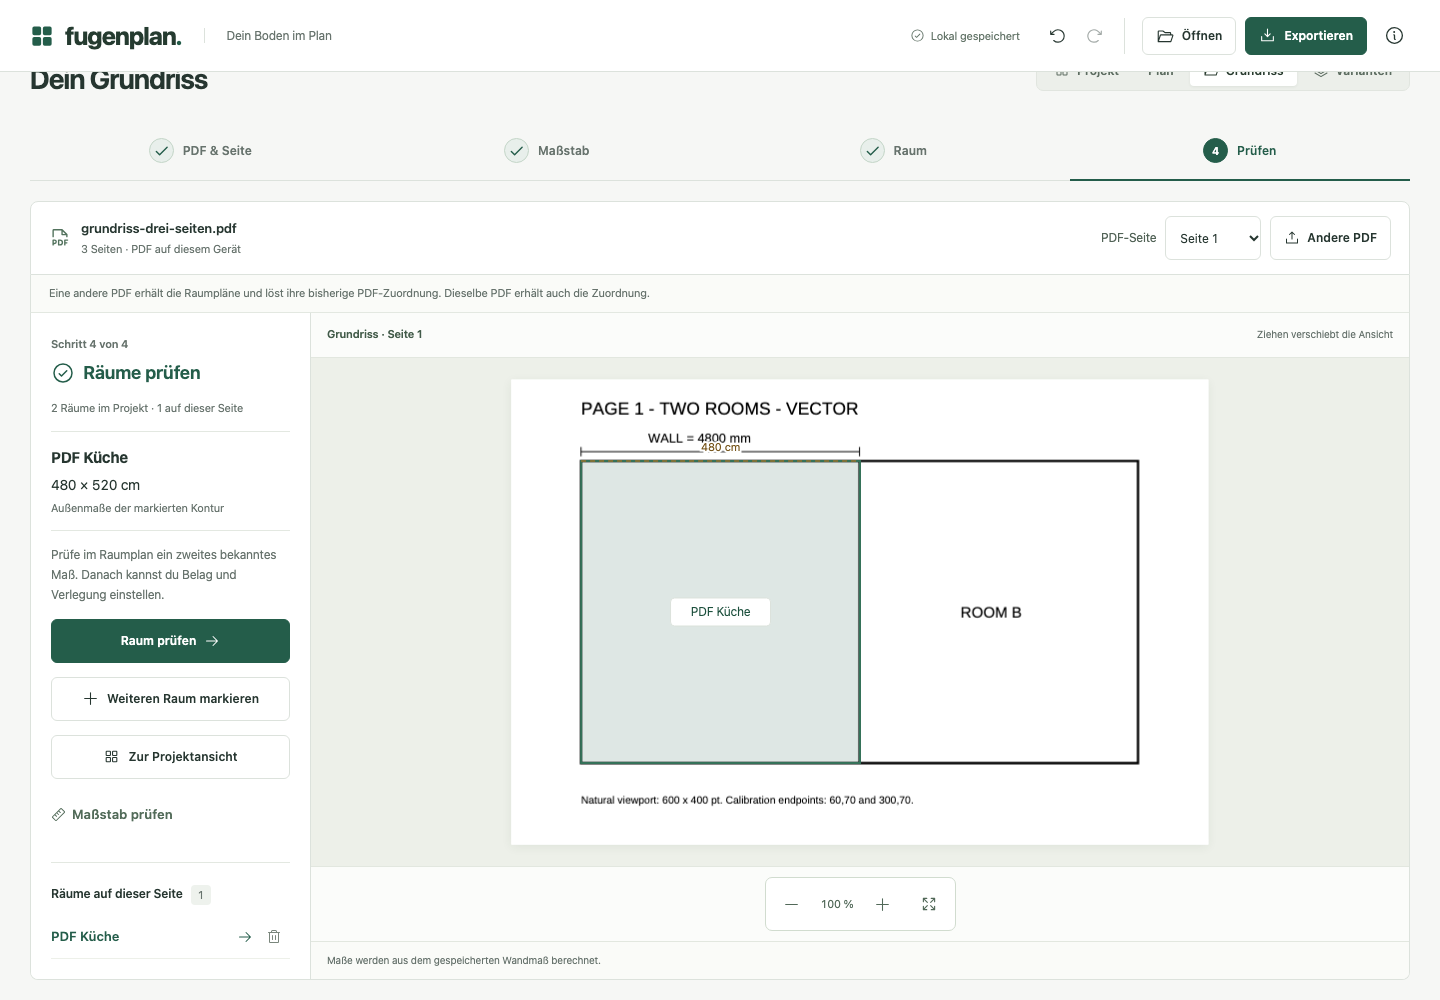 fugenplan.
Dein Boden im Plan
Lokal gespeichert
Öffnen
Exportieren
Dein Grundriss
Projekt
Plan
Grundriss
Varianten
PDF & Seite
Maßstab
Raum
4
Prüfen
PDF
grundriss-drei-seiten.pdf
3 Seiten · PDF auf diesem Gerät
PDF-Seite
Seite 1
Andere PDF
Eine andere PDF erhält die Raumpläne und löst ihre bisherige PDF-Zuordnung. Dieselbe PDF erhält auch die Zuordnung.
Schritt 4 von 4
Räume prüfen
2 Räume im Projekt · 1 auf dieser Seite
PDF Küche
480 × 520 cm
Außenmaße der markierten Kontur
Prüfe im Raumplan ein zweites bekanntes
Maß. Danach kannst du Belag und
Verlegung einstellen.
Raum prüfen
Weiteren Raum markieren
Zur Projektansicht
Maßstab prüfen
Räume auf dieser Seite
1
PDF Küche
Grundriss · Seite 1
Ziehen verschiebt die Ansicht
PAGE 1 - TWO ROOMS - VECTOR
WALL = 4800 mm
480 cm
PDF Küche
ROOM B
Natural viewport: 600 x 400 pt. Calibration endpoints: 60,70 and 300,70.
100 %
Maße werden aus dem gespeicherten Wandmaß berechnet.